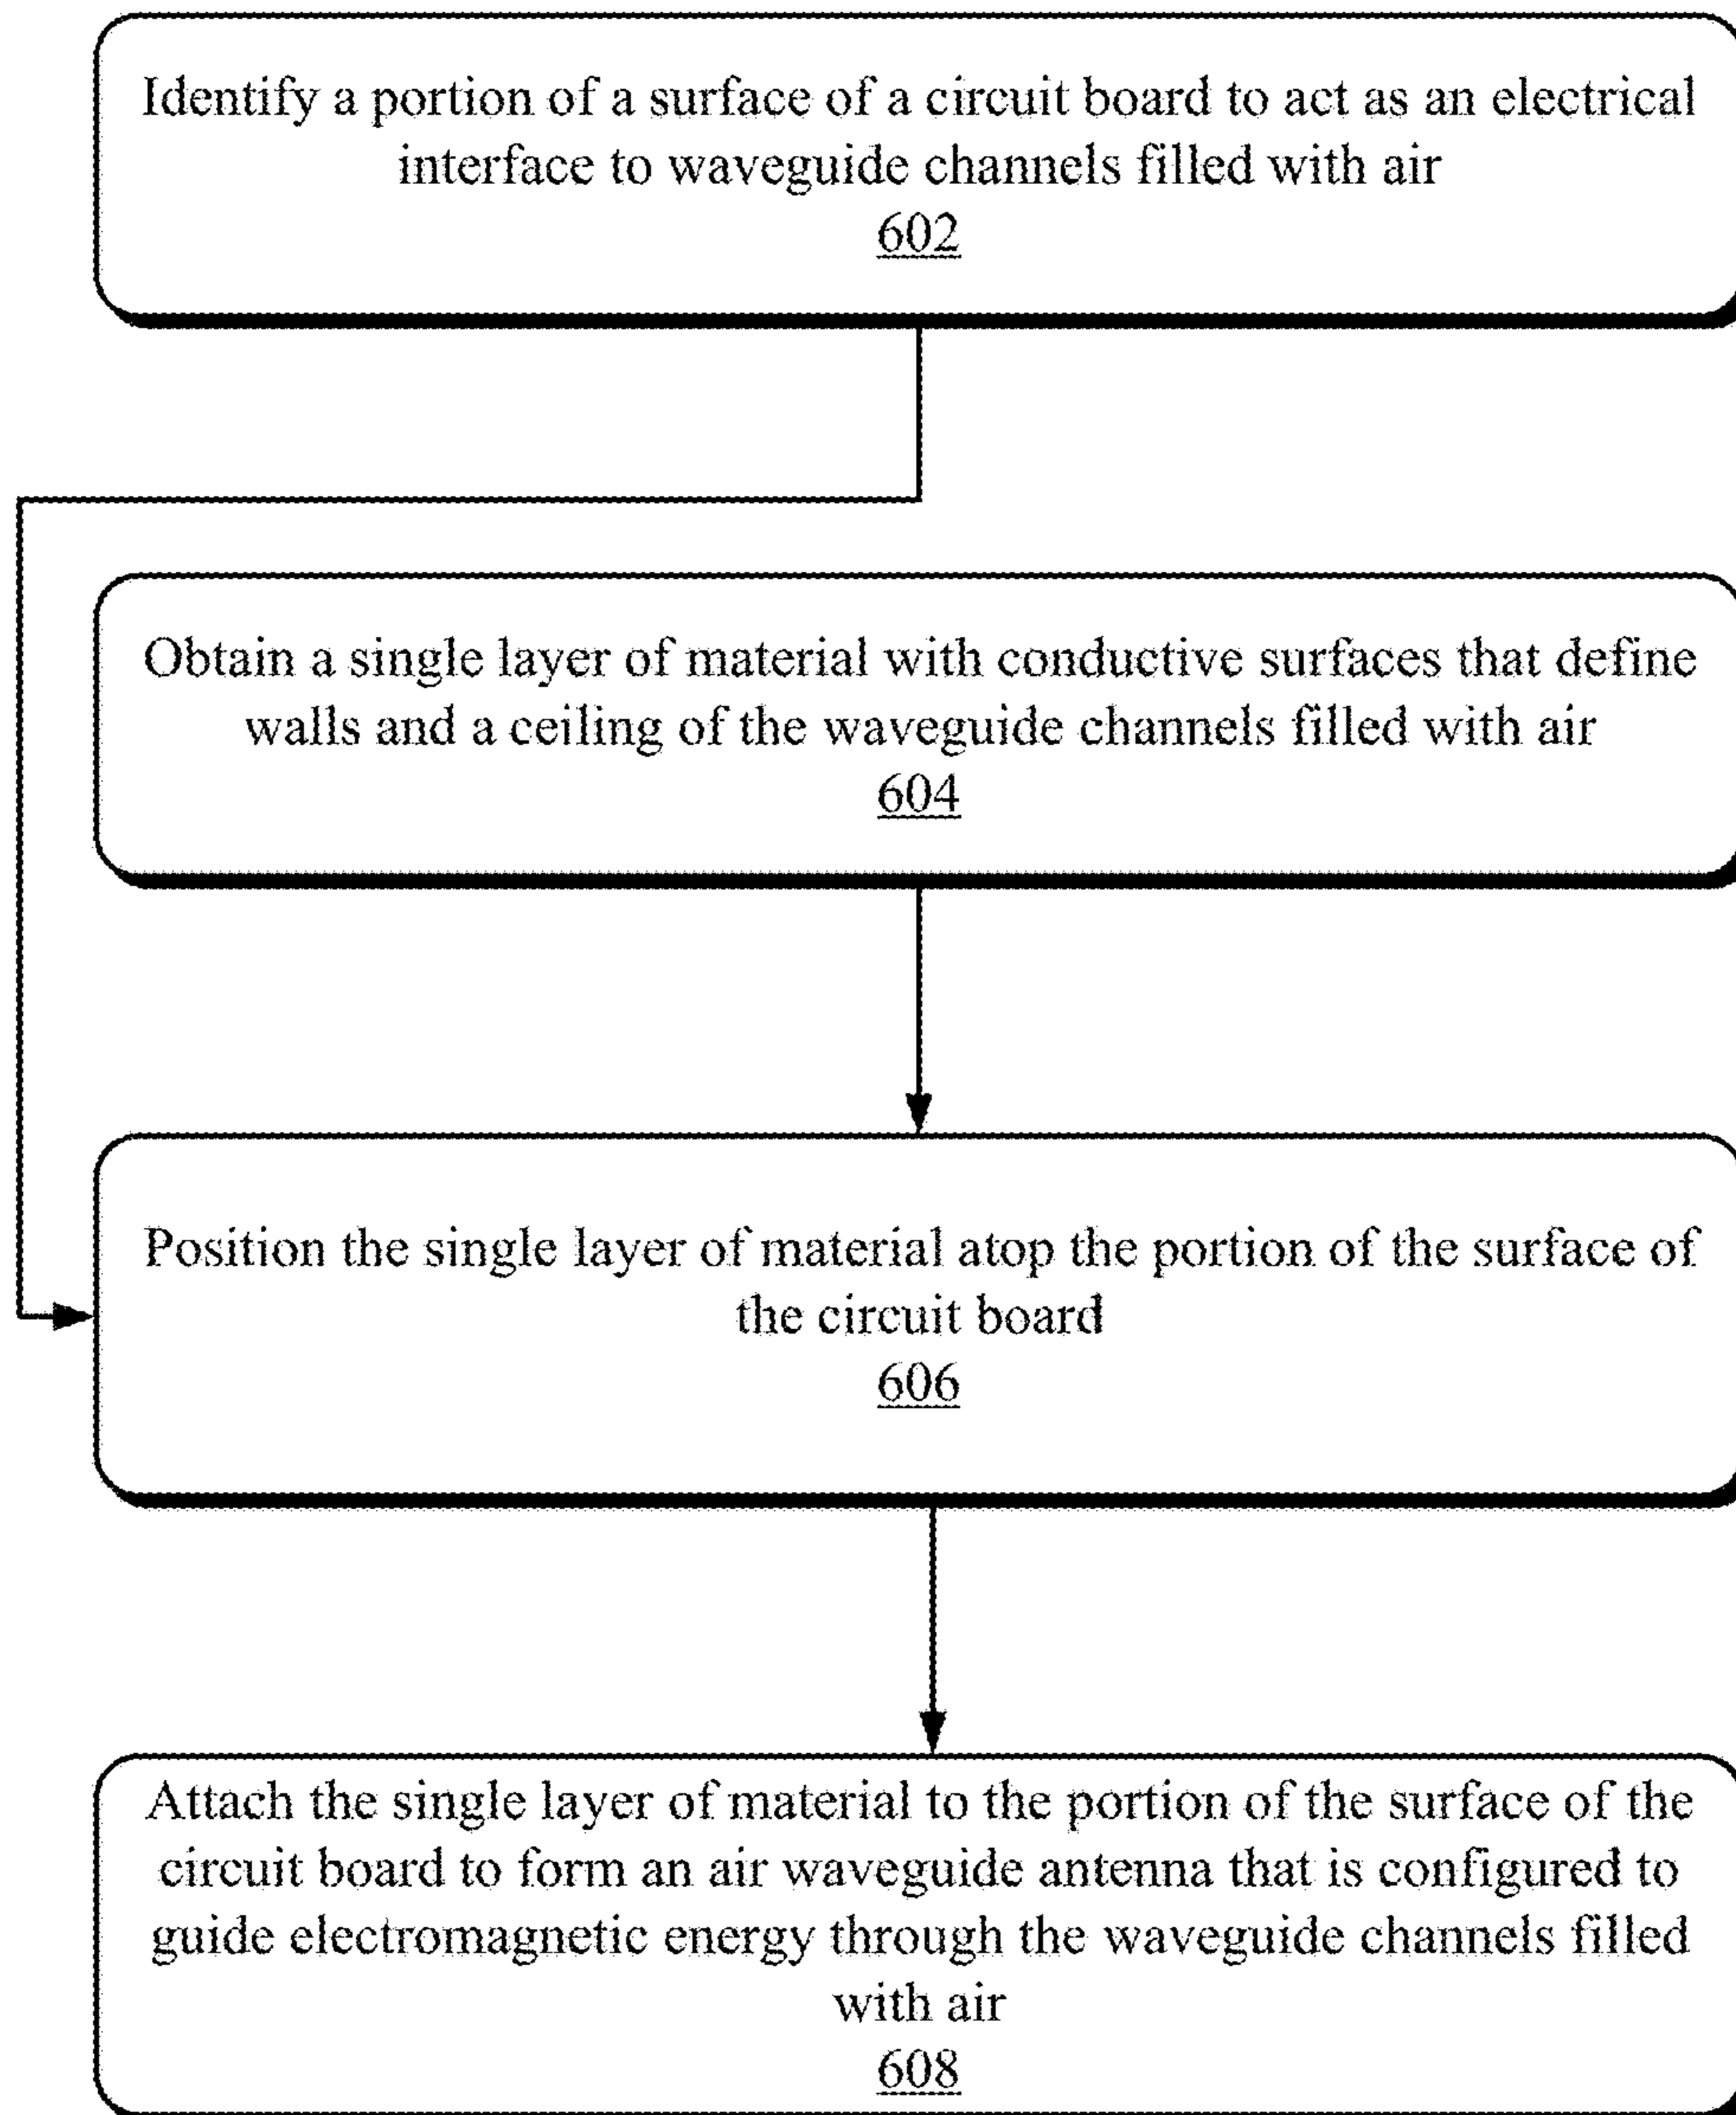 Identify a portion of a surface of a circuit board to act as an electrical
interface to waveguide channels filled with air
602
Obtain a single layer of material with conductive surfaces that define
walls and a ceiling of the waveguide channels filled with air
604
Position the single layer of material atop the portion of the surface of
the circuit board
606
Attach the single layer of material to the portion of the surface of the
circuit board to form an air waveguide antenna that is configured to
guide electromagnetic energy through the waveguide channels filled
with air
608